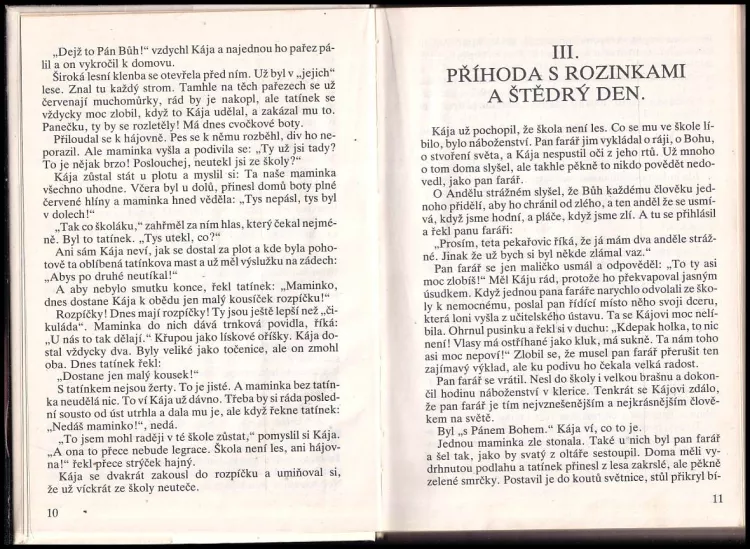 „Dejž to Pán Bůh!“ vzdychl Kája a najednou ho pařez pá-
lil a on vykročil k domovu.
Široká lesní klenba se otevřela před ním. Už byl v „jejich“
lese. Znal tu každý strom. Tamhle na těch pařezech se už
červenají muchomůrky, rád by je nakopl, ale tatínek se
vždycky moc zlobil, když to Kája udělal, a zakázal mu to.
Panečku, ty by se rozletěly! Má dnes cvočkové boty.
Přiloudal se k hájovně. Pes se k němu rozběhl, div ho ne-
porazil. Ale maminka vyšla a podivila se: „Ty už jsi tady?
To je nějak brzo! Poslouchej, neutekl jsi ze školy?“
Kája zůstal stát u plotu a myslil si: Ta naše maminka
všechno uhodne. Včera byl u dolů, přinesl domů boty plné
červené hlíny a maminka hned věděla: „Tys nepásl, tys byl
v dolech!“
„Tak co školáku,“ zahřměl za ním hlas, který čekal nejmé-
ně. Byl to tatínek. „Tys utekl, co?“
Ani sám Kája neví, jak se dostal za plot a kde byla poho-
tově ta oblíbená tatínkova mast a už měl výslužku na zádech:
„Abys po druhé neutíkal!“
A aby nebylo smutku konce, řekl tatínek: „Maminko,
dnes dostane Kája k obědu jen malý kousíček rozpíčku!“
Rozpíčky! Dnes mají rozpíčky! Ty jsou ještě lepší než „či-
kuláda“. Maminka do nich dává trnková povidla, říká:
„U nás to tak dělají.“ Křupou jako lískové oříšky. Kája do-
stal vždycky dva. Byly veliké jako točenice, ale on zmohl
oba. Dnes tatínek řekl:
„Dostane jen malý kousek!“
S tatínkem nejsou žerty. To je jisté. A maminka bez tatín-
ka neudělá nic. To ví Kája už dávno. Třeba by si ráda posled-
ní sousto od úst utrhla a dala mu je, ale když řekne tatínek:
„Nedáš maminko!“, nedá.
„To jsem mohl raději v té škole zůstat,“ pomyslil si Kája.
„A ona to přece nebude legrace. Škola není les, ani hájov-
na!“ řekl přece strýček hajný.
Kája se dvakrát zakousl do rozpíčku a umiňoval si,
že už víckrát ze školy neuteče.
10
III.
PŘÍHODA S ROZINKAMI
A ŠTĚDRÝ DEN.
Kája už pochopil, že škola není les. Co se mu ve škole lí-
bilo, bylo náboženství. Pan farář jim vykládal o ráji, o Bohu,
o stvoření světa, a Kája nespustil oči z jeho rtů. Už mnoho
o tom doma slyšel, ale takhle pěkně to nikdo povědět nedo-
vedl, jako pan farář.
O Andělu strážném slyšel, že Bůh každému člověku jed-
noho přidělí, aby ho chránil od zlého, a ten anděl že se usmí-
vá, když jsme hodní, a pláče, když jsme zlí. A tu se přihlásil
a řekl panu faráři:
„Prosím, teta pekařovic říká, že já mám dva anděle stráž-
né. Jinak že už bych si byl někde zlámal vaz.“
Pan farář se jen maličko usmál a odpověděl: „To ty asi
moc zlobíš!“ Měl Káju rád, protože ho překvapoval jasným
úsudkem. Když jednou pana faráře narychlo odvolali ze ško-
ly k nemocnému, poslal pan řídící místo něho svoji dceru,
která loni vyšla z učitelského ústavu. Ta se Kájovi moc nelí-
bila. Ohrnul pusinku a řekl si v duchu: „Kdepak holka, to nic
není! Vlasy má ostříhané jako kluk, má sukně. Ta nám toho
asi moc nepoví!“ Zlobil se, že musel pan farář přerušit ten
zajímavý výklad, ale ku podivu ho čekala velká radost.
Pan farář se vrátil. Nesl do školy i velkou brašnu a dokon-
čil hodinu náboženství v klerice. Tenkrát se Kájovi zdálo,
že pan farář je tím nejvznešenějším a nejkrásnějším člově-
kem na světě.
Byl „s Pánem Bohem.“ Kája ví, co to je.
Jednou maminka zle stonala. Také u nich byl pan farář
a šel tak, jako by svatý z oltáře sestoupil. Doma měli vy-
drhnutou podlahu a tatínek přinesl z lesa zakrslé, ale pěkně
zelené smrčky. Postavil je do koutů světnice, stůl přikryl bí-
11